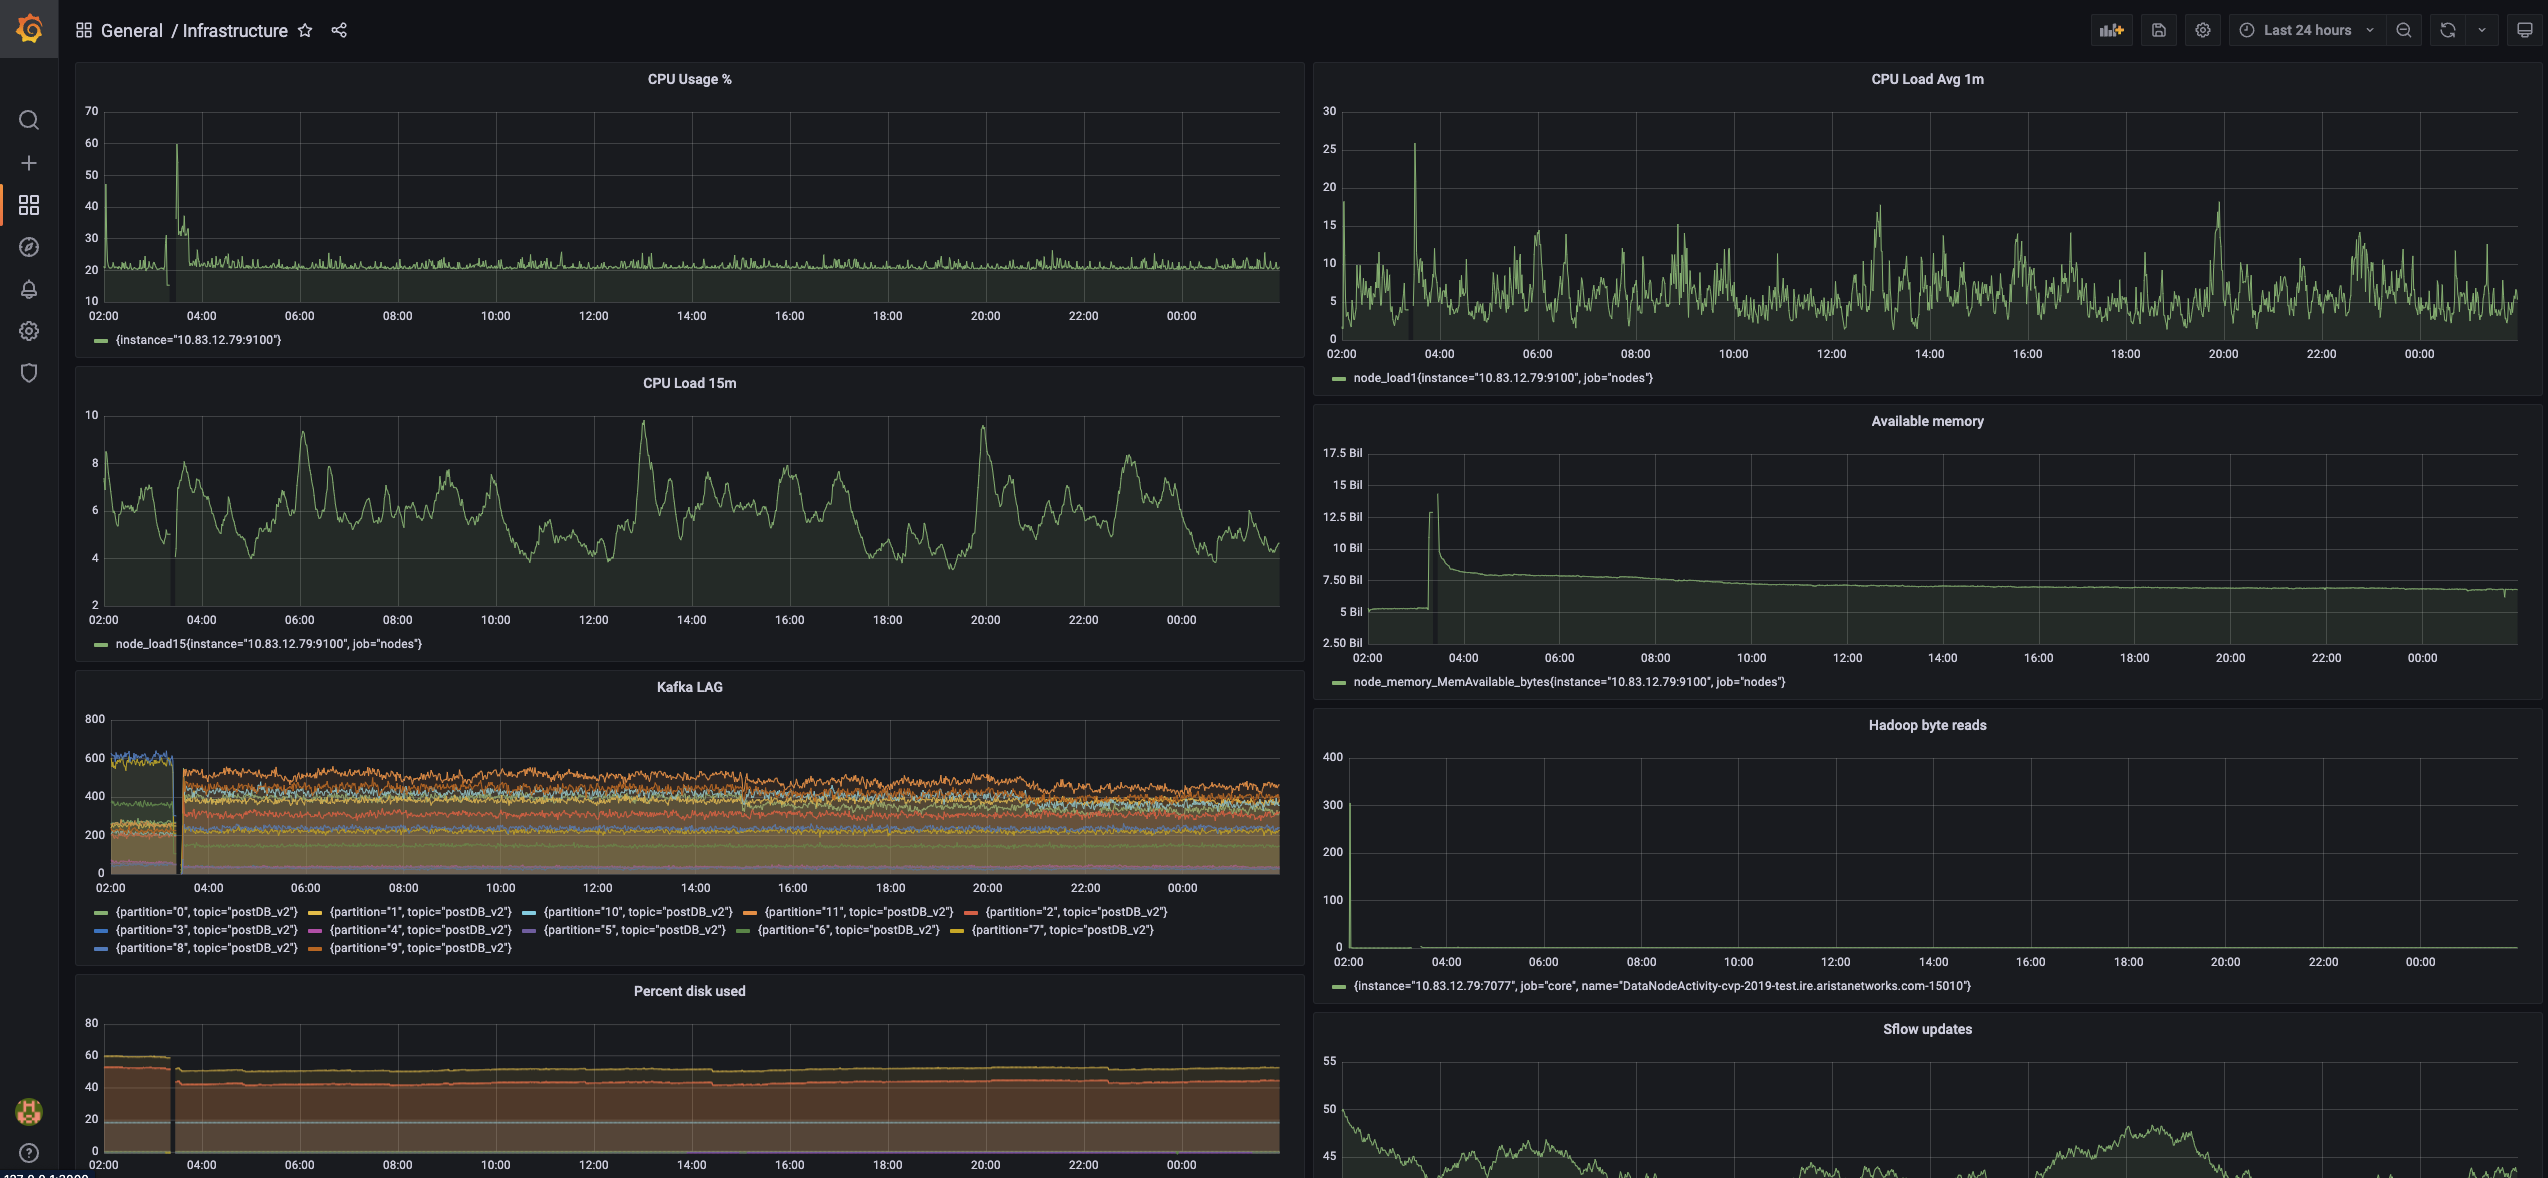 General / Infrastructure
Last 24 hours
CPU Usage %
70
60
50
40
30
20
10
02:00 04:00 06:00 08:00 10:00 12:00 14:00 16:00 18:00 20:00 22:00 00:00
{instance="10.83.12.79:9100"}
CPU Load Avg 1m
30
25
20
15
10
5
0
02:00 04:00 06:00 08:00 10:00 12:00 14:00 16:00 18:00 20:00 22:00 00:00
node_load1{instance="10.83.12.79:9100", job="nodes"}
CPU Load 15m
10
8
6
4
2
02:00 04:00 06:00 08:00 10:00 12:00 14:00 16:00 18:00 20:00 22:00 00:00
node_load15{instance="10.83.12.79:9100", job="nodes"}
Available memory
17.5 Bil
15 Bil
12.5 Bil
10 Bil
7.50 Bil
5 Bil
2.50 Bil
02:00 04:00 06:00 08:00 10:00 12:00 14:00 16:00 18:00 20:00 22:00 00:00
node_memory_MemAvailable_bytes{instance="10.83.12.79:9100", job="nodes"}
Kafka LAG
800
600
400
200
0
02:00 04:00 06:00 08:00 10:00 12:00 14:00 16:00 18:00 20:00 22:00 00:00
{partition="0", topic="postDB_v2"} {partition="1", topic="postDB_v2"} {partition="10", topic="postDB_v2"} {partition="11", topic="postDB_v2"} {partition="2", topic="postDB_v2"}
{partition="3", topic="postDB_v2"} {partition="4", topic="postDB_v2"} {partition="5", topic="postDB_v2"} {partition="6", topic="postDB_v2"} {partition="7", topic="postDB_v2"}
{partition="8", topic="postDB_v2"} {partition="9", topic="postDB_v2"}
Hadoop byte reads
400
300
200
100
0
02:00 04:00 06:00 08:00 10:00 12:00 14:00 16:00 18:00 20:00 22:00 00:00
{instance="10.83.12.79:7077", job="core", name="DataNodeActivity-cvp-2019-test.ire.aristanetworks.com-15010"}
Percent disk used
80
60
40
20
0
02:00 04:00 06:00 08:00 10:00 12:00 14:00 16:00 18:00 20:00 22:00 00:00
Sflow updates
55
50
45